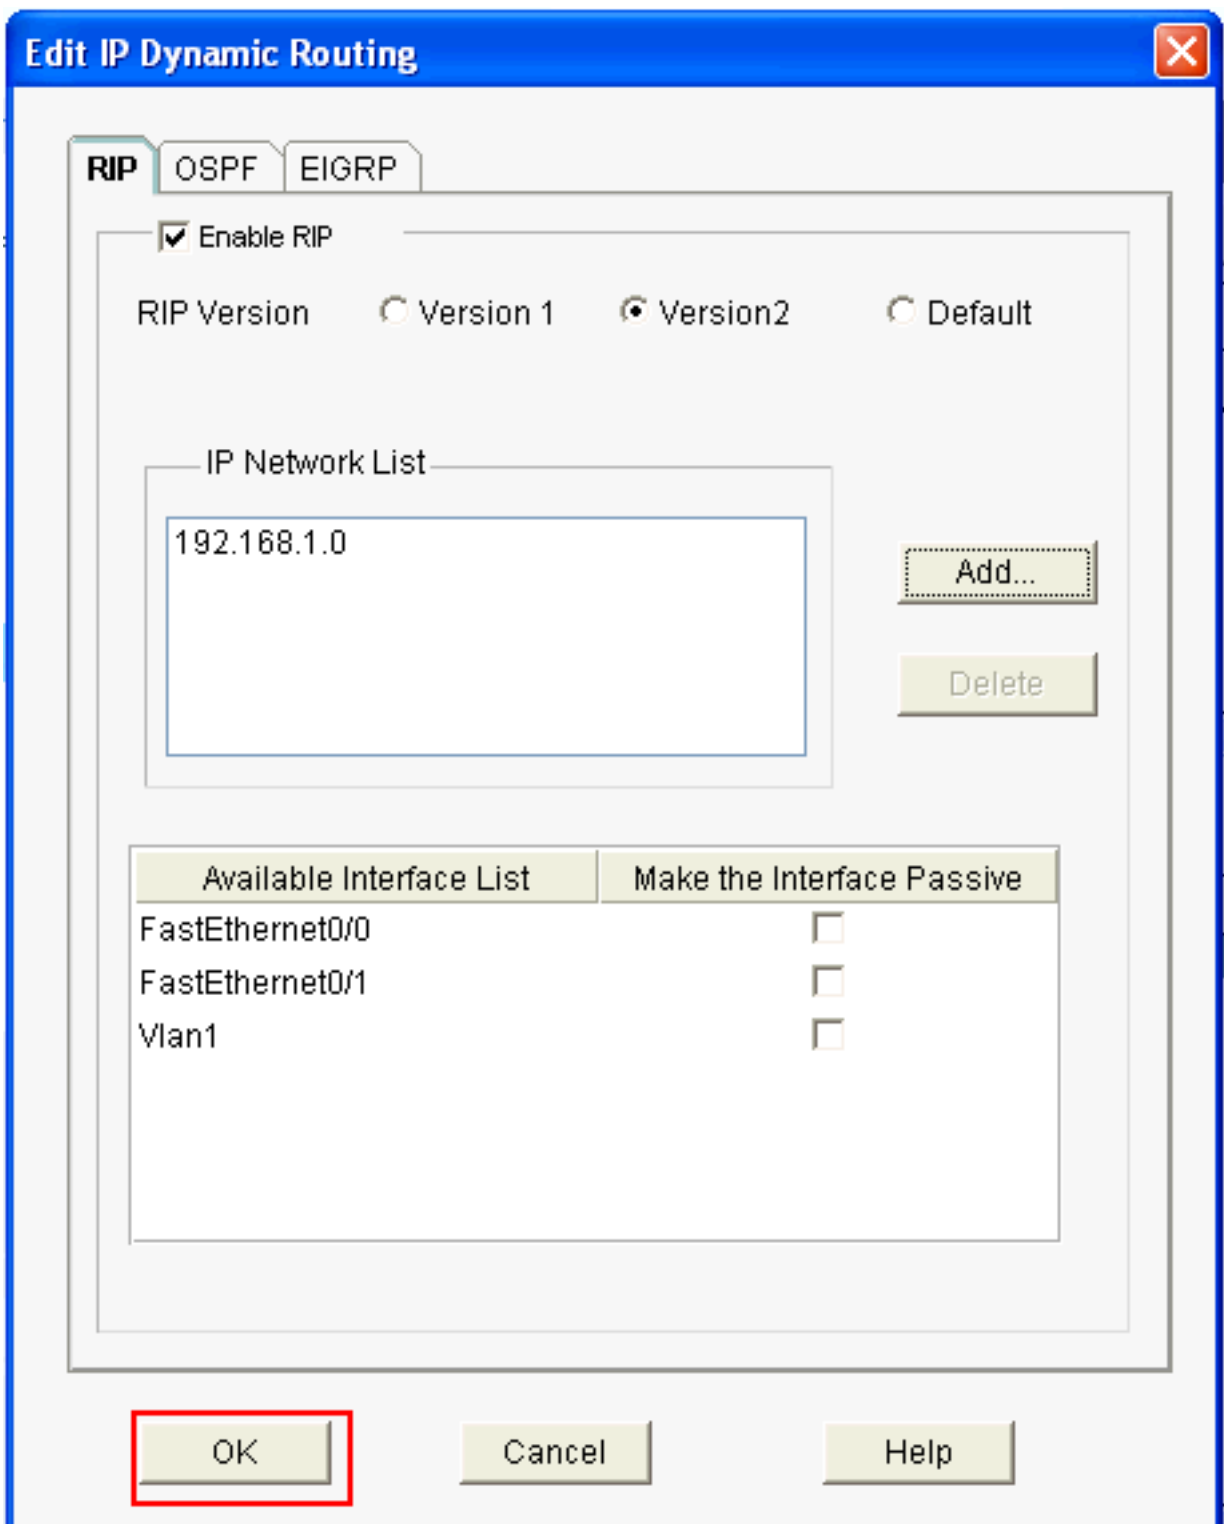 Edit IP Dynamic Routing
RIP OSPF EIGRP
Enable RIP
RIP Version Version 1 Version2 Default
IP Network List
192.168.1.0
Add...
Delete
Available Interface List Make the Interface Passive
FastEthernet0/0
FastEthernet0/1
Vlan1
OK Cancel Help